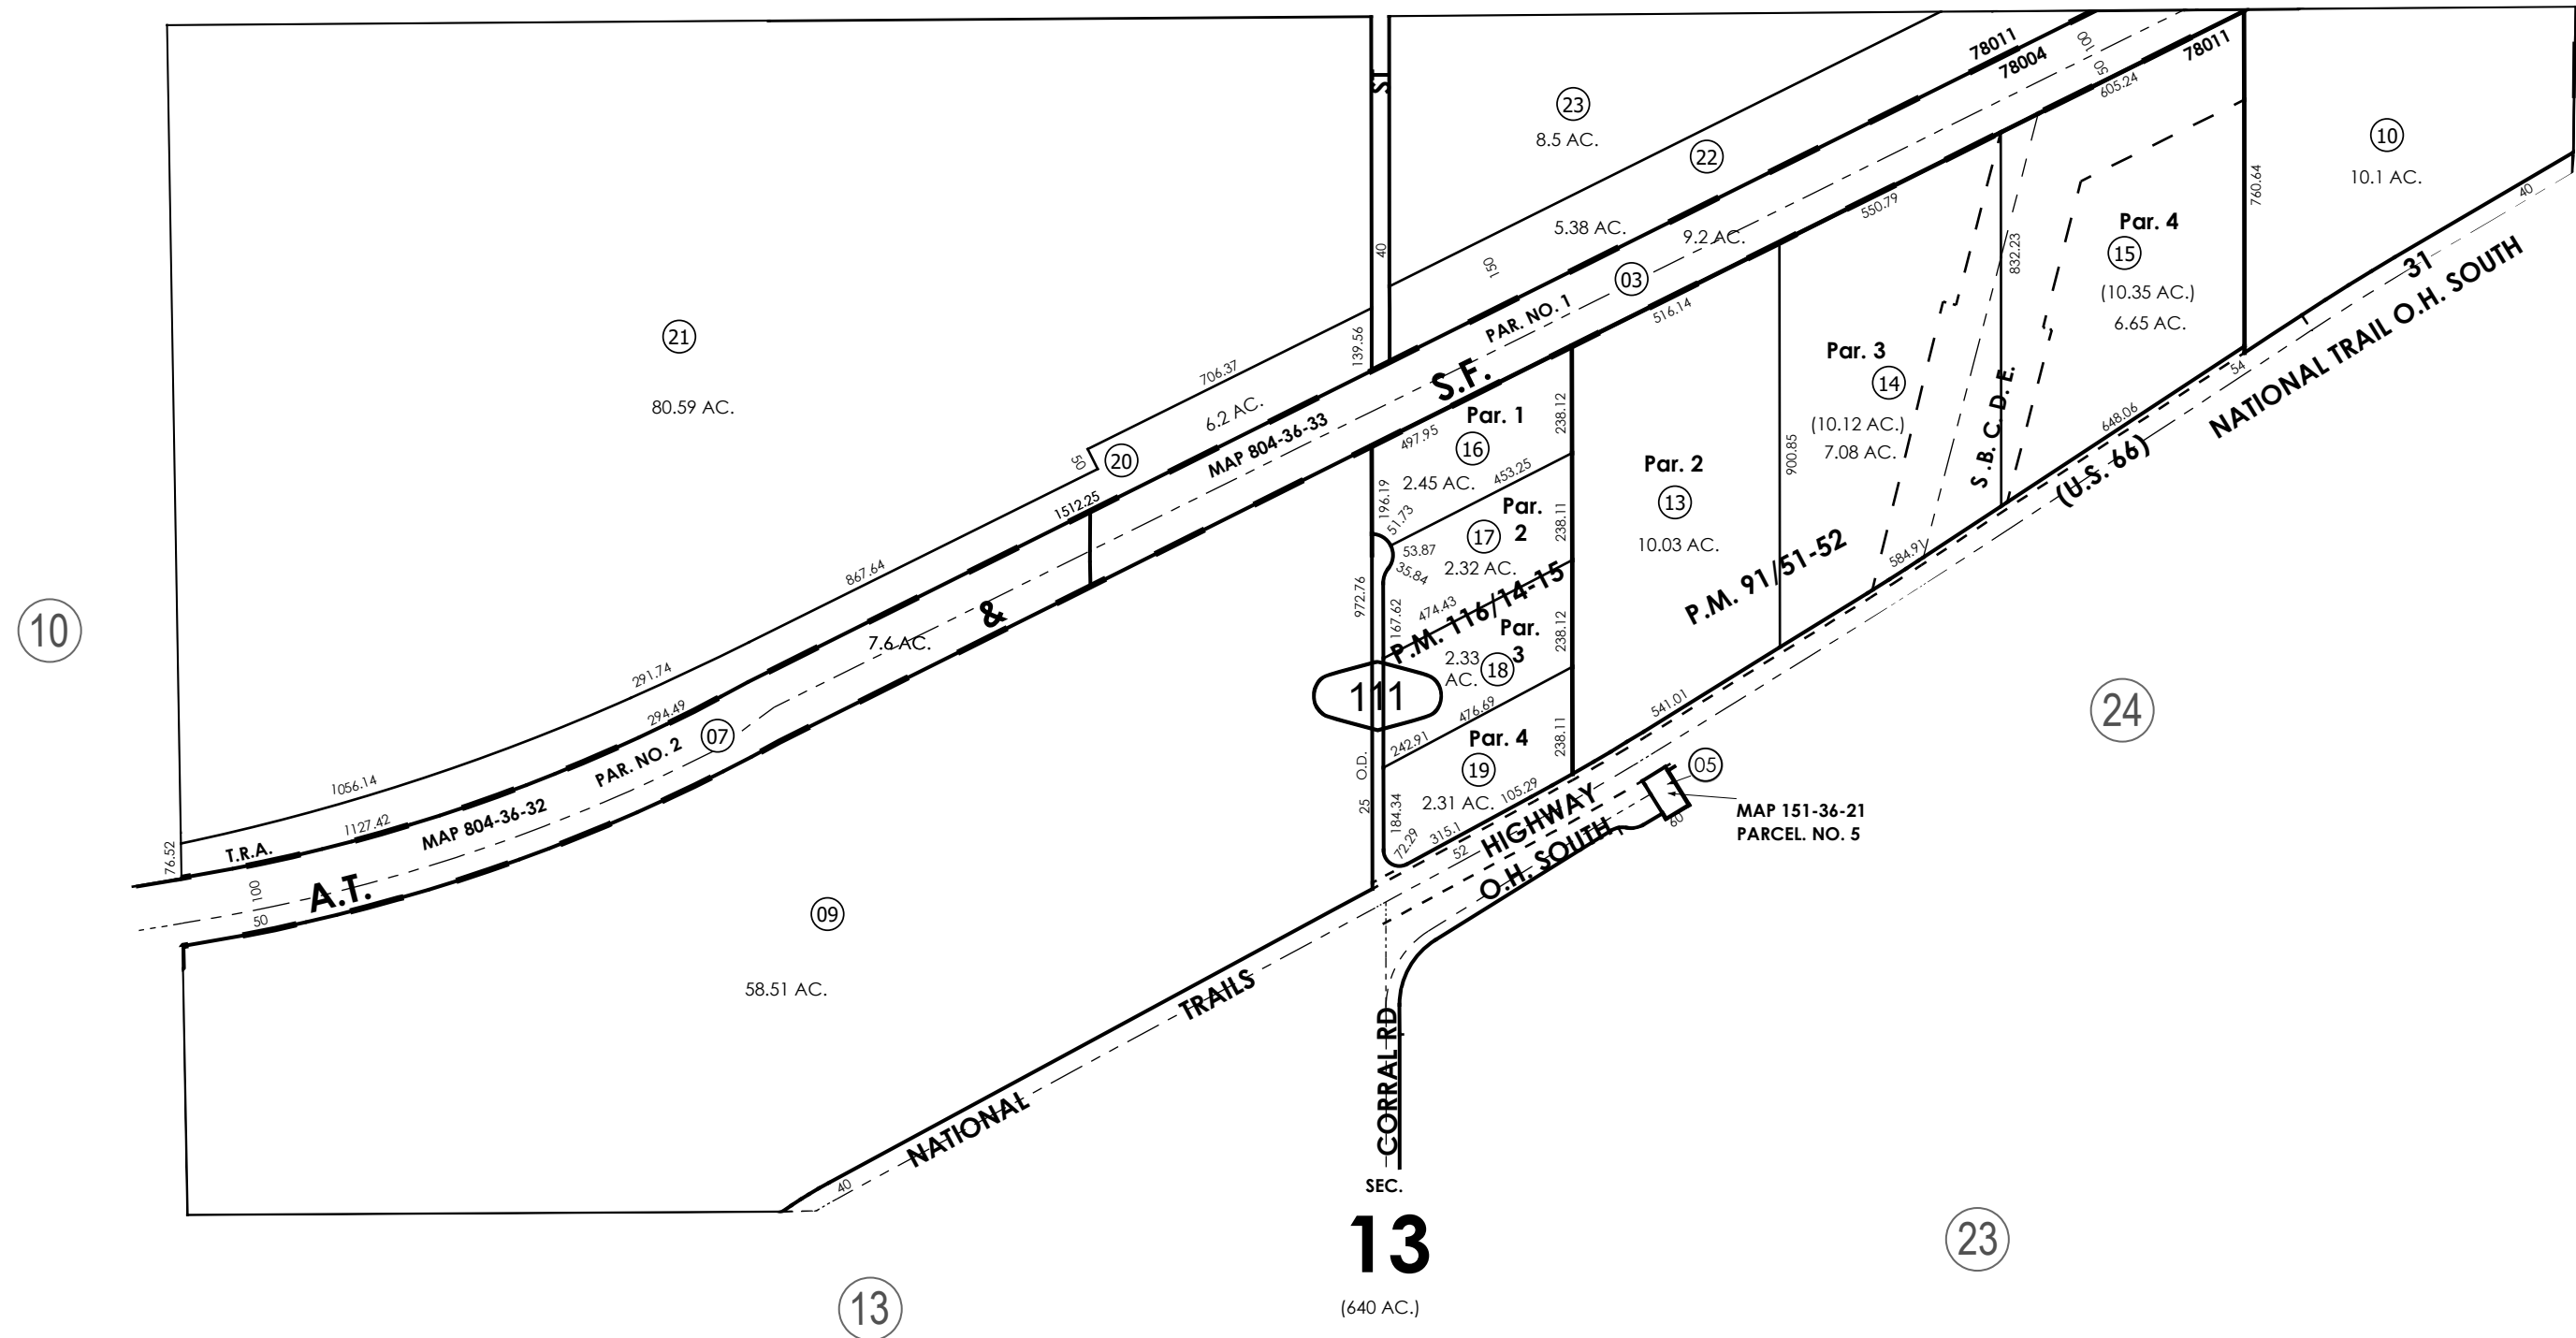 ST
78011
78004
100
50
78011
605.24
23
8.5 AC.
22
5.38 AC.
9.2 AC.
10
10.1 AC.
40
760.64
Par. 4
15
(10.35 AC.)
6.65 AC.
832.23
550.79
40
150
03
PAR. NO. 1
516.14
31
NATIONAL TRAIL O.H. SOUTH
54
648.06
(U.S. 66)
21
80.59 AC.
139.56
706.37
6.2 AC.
50
20
MAP 804-36-33
1512.25
S.F.
497.95
Par. 1
16
2.45 AC.
238.12
453.25
196.19
51.73
Par.
2
17
2.32 AC.
238.11
53.87
35.84
Par. 2
13
10.03 AC.
900.85
Par. 3
14
(10.12 AC.)
7.08 AC.
S.B.C.D.E.
584.91
P.M. 91/51-52
P.M. 116/14-15
474.43
167.62
972.76
Par.
3
2.33
AC.
18
238.12
111
476.69
242.91
541.01
Par. 4
19
2.31 AC.
238.11
105.29
184.34
72.29
315.1
O.D.
25
52
HIGHWAY
O.H. SOUTH
05
60
MAP 151-36-21
PARCEL. NO. 5
10
867.64
&
7.6 AC.
291.74
294.49
PAR. NO. 2
07
1056.14
1127.42
MAP 804-36-32
T.R.A.
76.52
100
50
A.T.
09
58.51 AC.
24
TRAILS
NATIONAL
40
CORRAL RD
SEC.
13
(640 AC.)
13
23